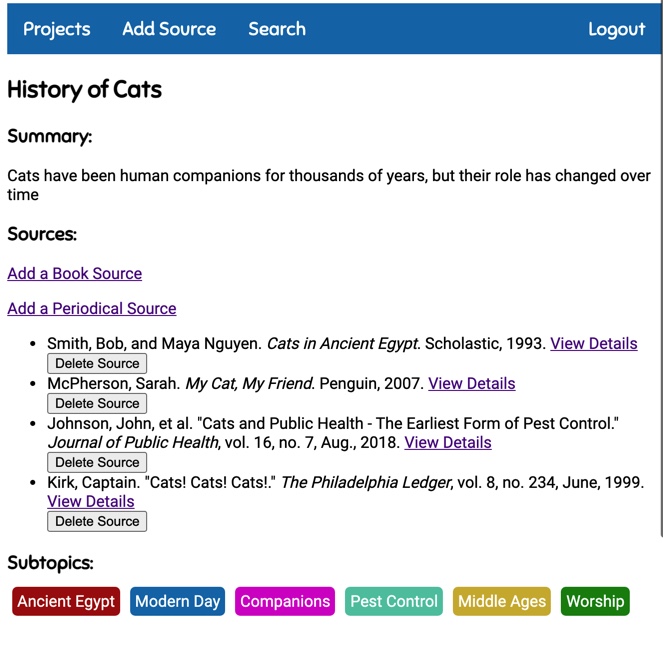 Projects Add Source Search Logout
History of Cats
Summary:
Cats have been human companions for thousands of years, but their role has changed over
time
Sources:
Add a Book Source
Add a Periodical Source
Smith, Bob, and Maya Nguyen. Cats in Ancient Egypt. Scholastic, 1993. View Details
Delete Source
McPherson, Sarah. My Cat, My Friend. Penguin, 2007. View Details
Delete Source
Johnson, John, et al. "Cats and Public Health - The Earliest Form of Pest Control."
Journal of Public Health, vol. 16, no. 7, Aug., 2018. View Details
Delete Source
Kirk, Captain. "Cats! Cats! Cats!." The Philadelphia Ledger, vol. 8, no. 234, June, 1999.
View Details
Delete Source
Subtopics:
Ancient Egypt Modern Day Companions Pest Control Middle Ages Worship